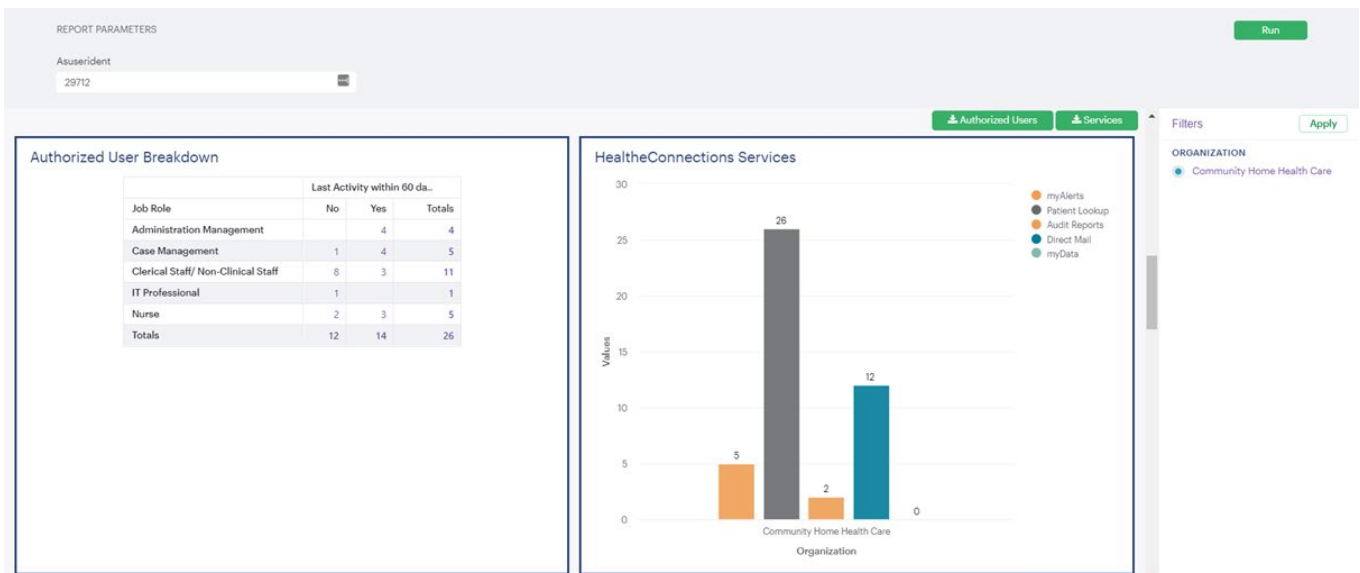 REPORT PARAMETERS
Run
Asuserident
29712
Authorized Users
Services
Filters
Apply
ORGANIZATION
Community Home Health Care
Authorized User Breakdown
Last Activity within 60 da...
Job Role No Yes Totals
Administration Management 4 4
Case Management 1 4 5
Clerical Staff/ Non-Clinical Staff 8 3 11
IT Professional 1 1
Nurse 2 3 5
Totals 12 14 26
HealtheConnections Services
30
25
20
15
10
5
0
Values
5
26
2
12
0
Community Home Health Care
Organization
myAlerts
Patient Lookup
Audit Reports
Direct Mail
myData